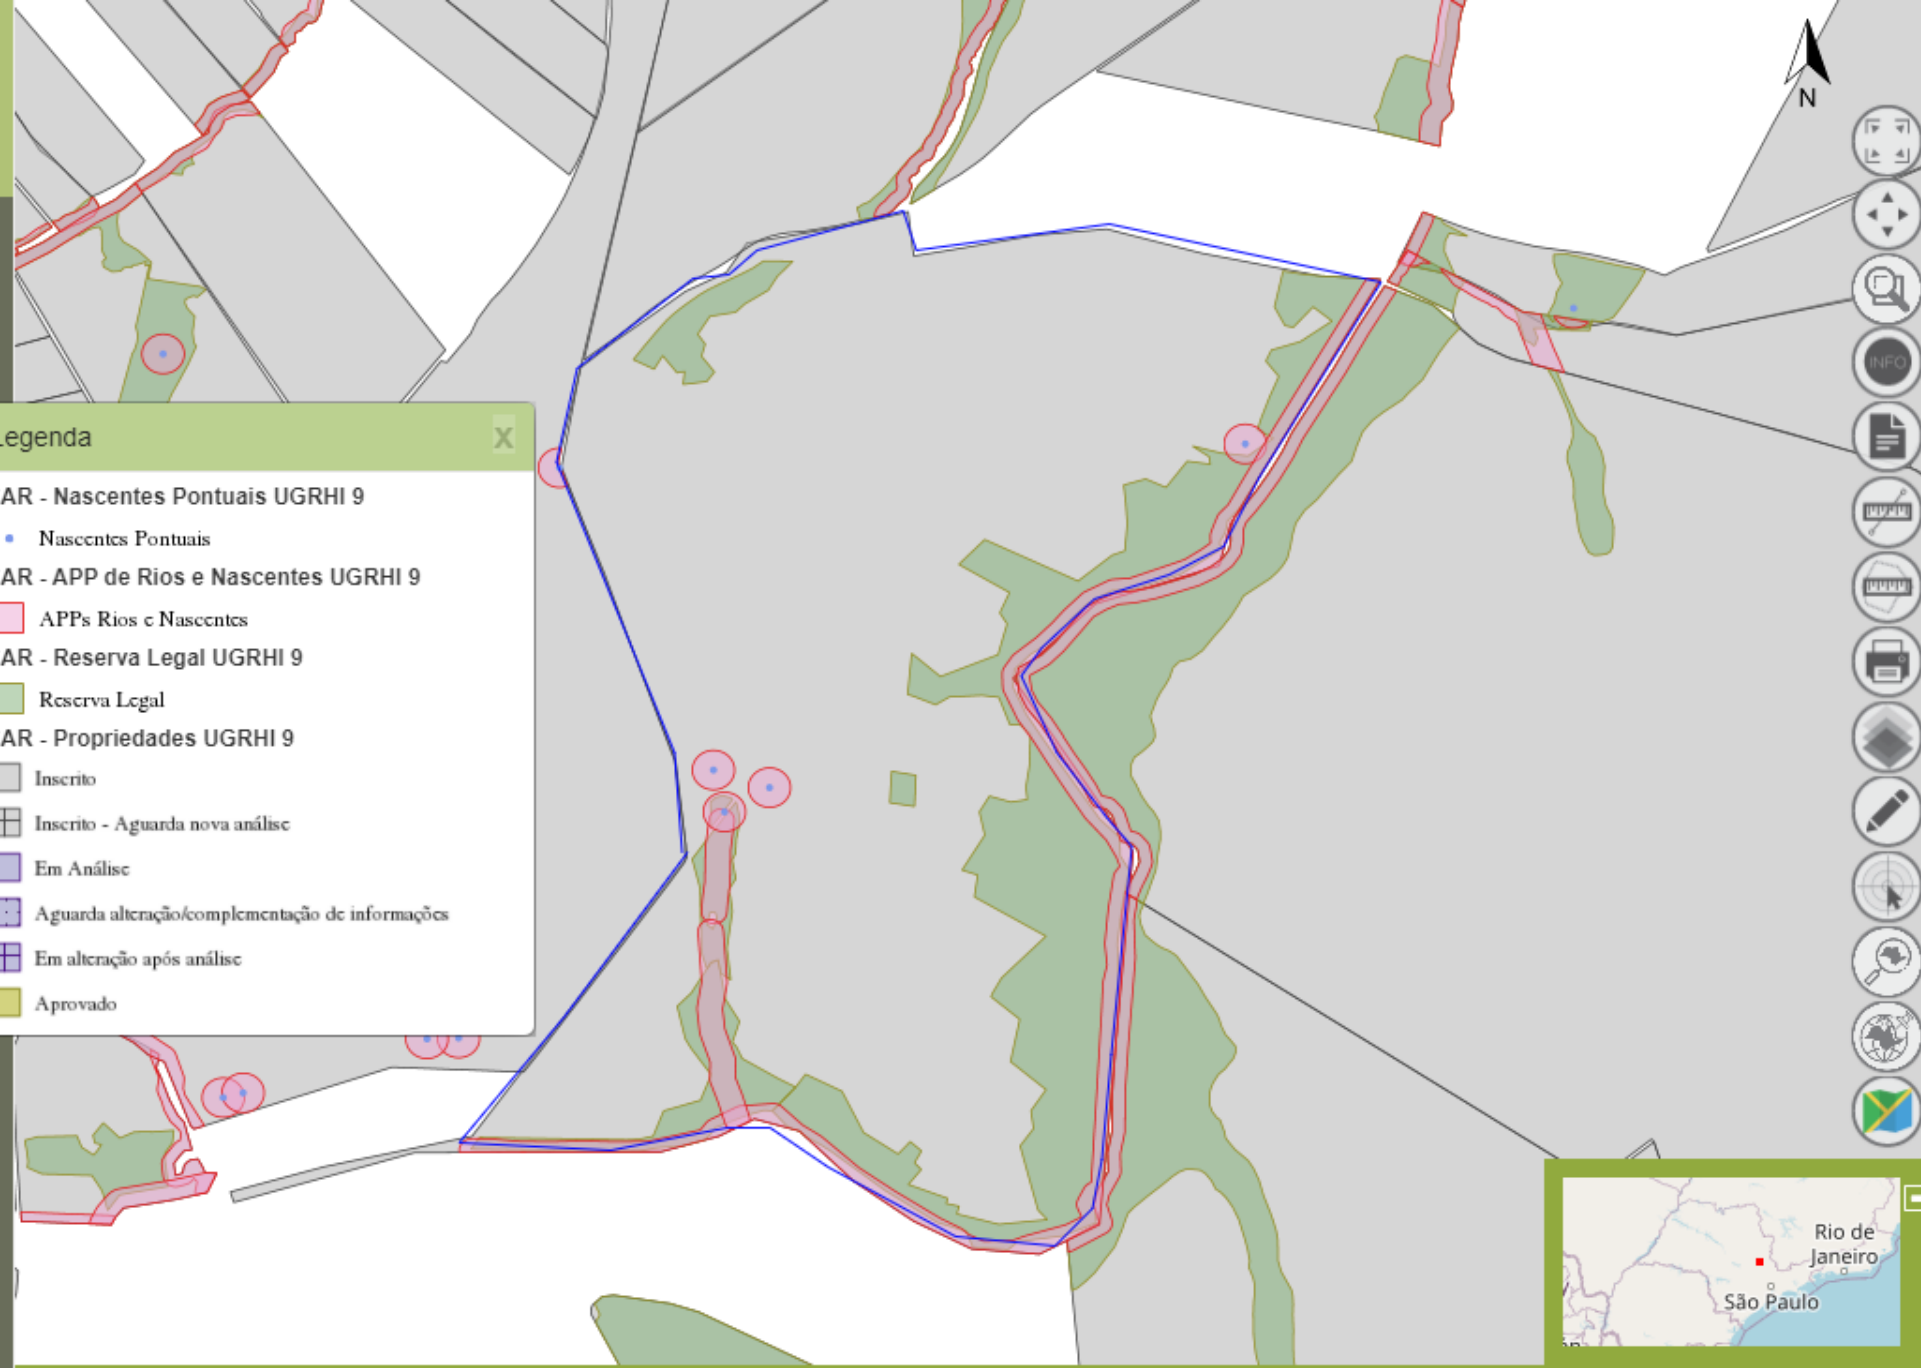 N
INFO
Legenda
X
AR - Nascentes Pontuais UGRHI 9
Nascentes Pontuais
AR - APP de Rios e Nascentes UGRHI 9
APPs Rios e Nascentes
AR - Reserva Legal UGRHI 9
Reserva Legal
AR - Propriedades UGRHI 9
Inscrito
Inscrito - Aguarda nova análise
Em Análise
Aguarda alteração/complementação de informações
Em alteração após análise
Aprovado
Rio de
Janeiro
São Paulo